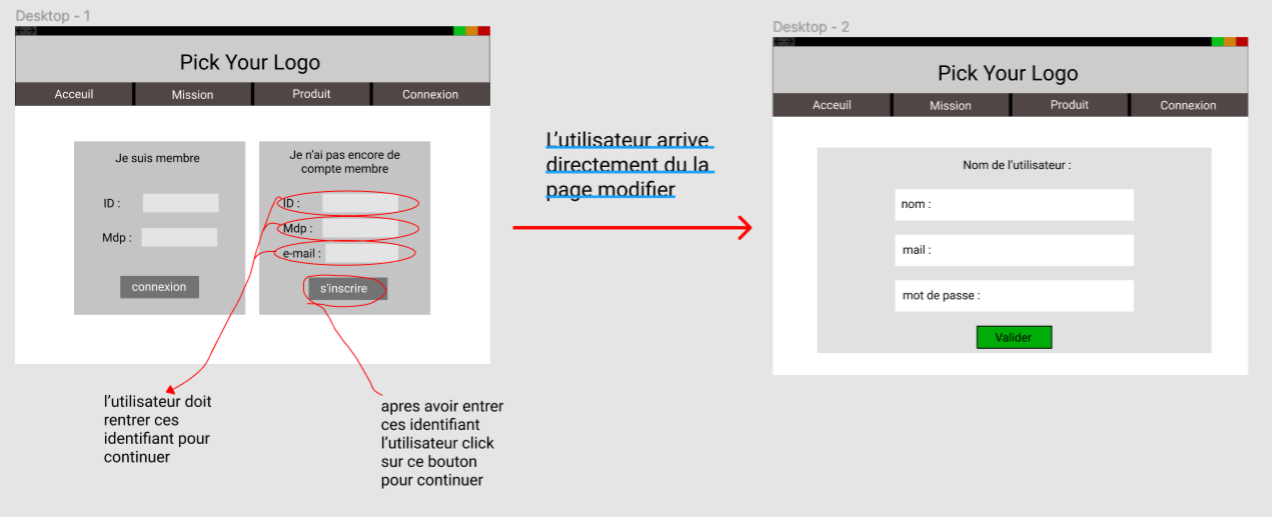 Desktop - 1
Pick Your Logo
Acceuil
Mission
Produit
Connexion
Je suis membre
ID :
Mdp :
connexion
Je n'ai pas encore de
compte membre
ID :
Mdp :
e-mail :
s'inscrire
l'utilisateur doit
rentrer ces
identifiant pour
continuer
apres avoir entrer
ces identifiant
l'utilisateur click
sur ce bouton
pour continuer
L'utilisateur arrive
directement du la
page modifier
Desktop - 2
Pick Your Logo
Acceuil
Mission
Produit
Connexion
Nom de l'utilisateur :
nom :
mail :
mot de passe :
Valider